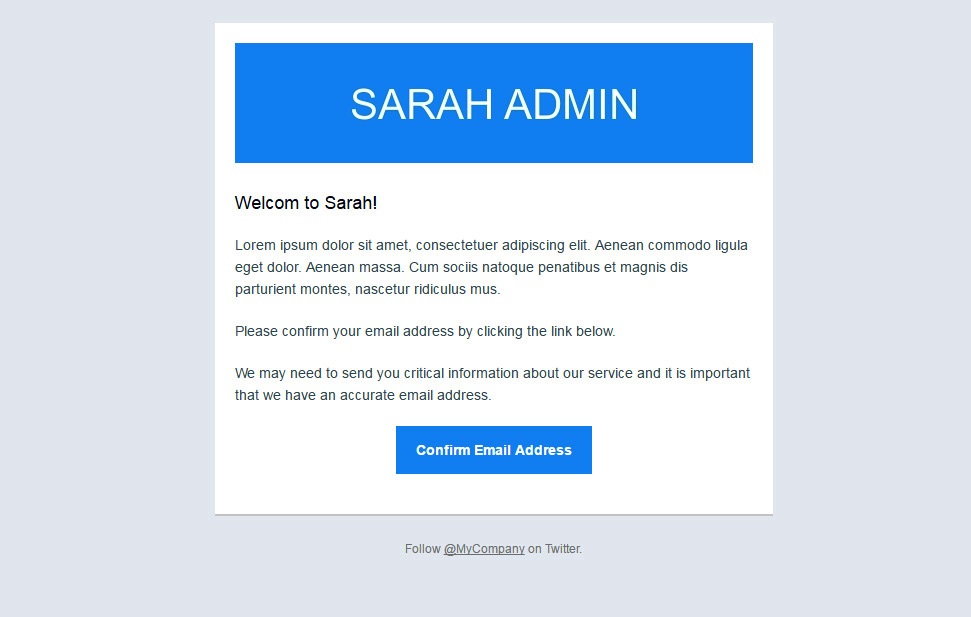 SARAH ADMIN
Welcom to Sarah!
Lorem ipsum dolor sit amet, consectetuer adipiscing elit. Aenean commodo ligula
eget dolor. Aenean massa. Cum sociis natoque penatibus et magnis dis
parturient montes, nascetur ridiculus mus.
Please confirm your email address by clicking the link below.
We may need to send you critical information about our service and it is important
that we have an accurate email address.
Confirm Email Address
Follow @MyCompany on Twitter.